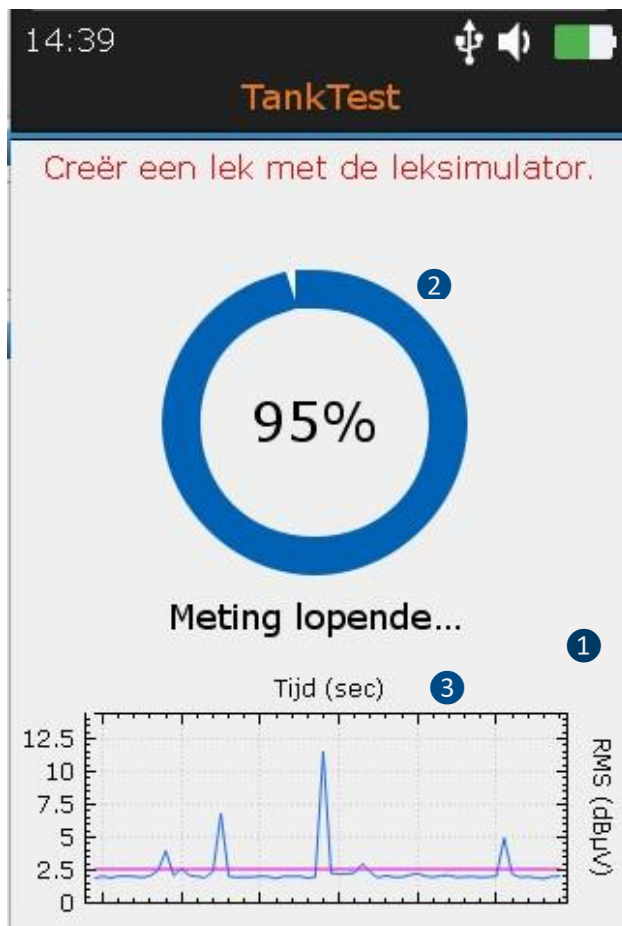 14:39
TankTest
Creër een lek met de leksimulator.
2
95%
Meting lopende...
1
Tijd (sec) 3
12.5
10
7.5
5
2.5
0
RMS (dBµV)